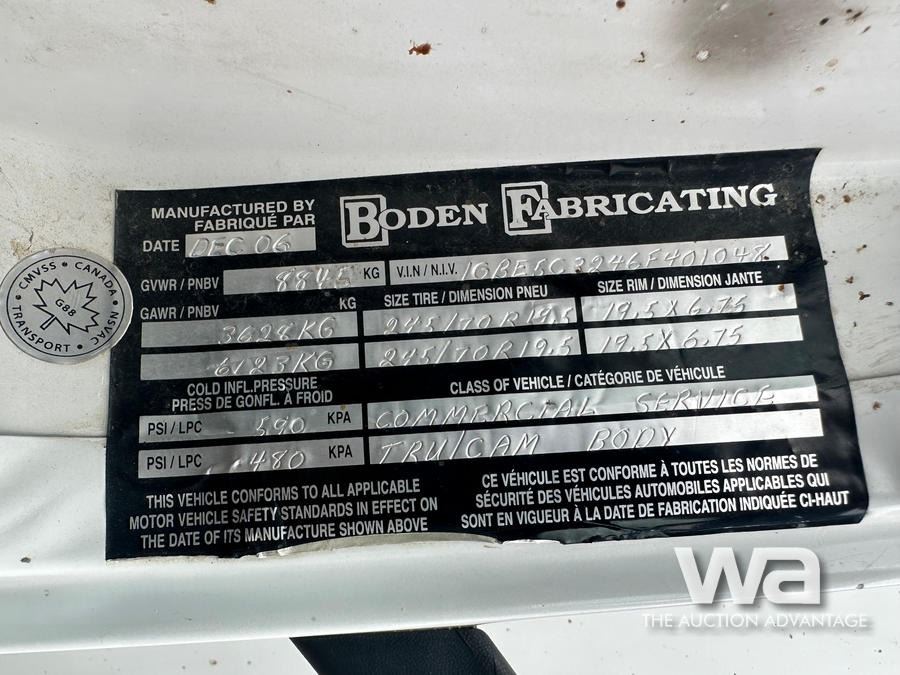 MANUFACTURED BY
FABRIQUÉ PAR
BODEN FABRICATING
DATE DEC 06
GVWR / PNBV 8845 KG V.I.N / N.I.V.
GAWR / PNBV KG SIZE TIRE / DIMENSION PNEU SIZE RIM / DIMENSION JANTE
3628KG 245/70R19.5 19.5X6.75
6123KG 245/70R19.5 19.5X6.75
COLD INFL.PRESSURE
PRESS DE GONFL. À FROID
CLASS OF VEHICLE / CATÉGORIE DE VÉHICULE
PSI / LPC 590 KPA COMMERCIAL SERVICE
PSI / LPC 480 KPA TRU/CAM BODY
THIS VEHICLE CONFORMS TO ALL APPLICABLE
MOTOR VEHICLE SAFETY STANDARDS IN EFFECT ON
THE DATE OF ITS MANUFACTURE SHOWN ABOVE
CE VÉHICULE EST CONFORME À TOUTES LES NORMES DE
SÉCURITÉ DES VÉHICULES AUTOMOBILES APPLICABLES QUI
SONT EN VIGUEUR À LA DATE DE FABRICATION INDIQUÉE CI-HAUT
CMVSS • CANADA • NSVAC • TRANSPORT •
G88
wa
THE AUCTION ADVANTAGE